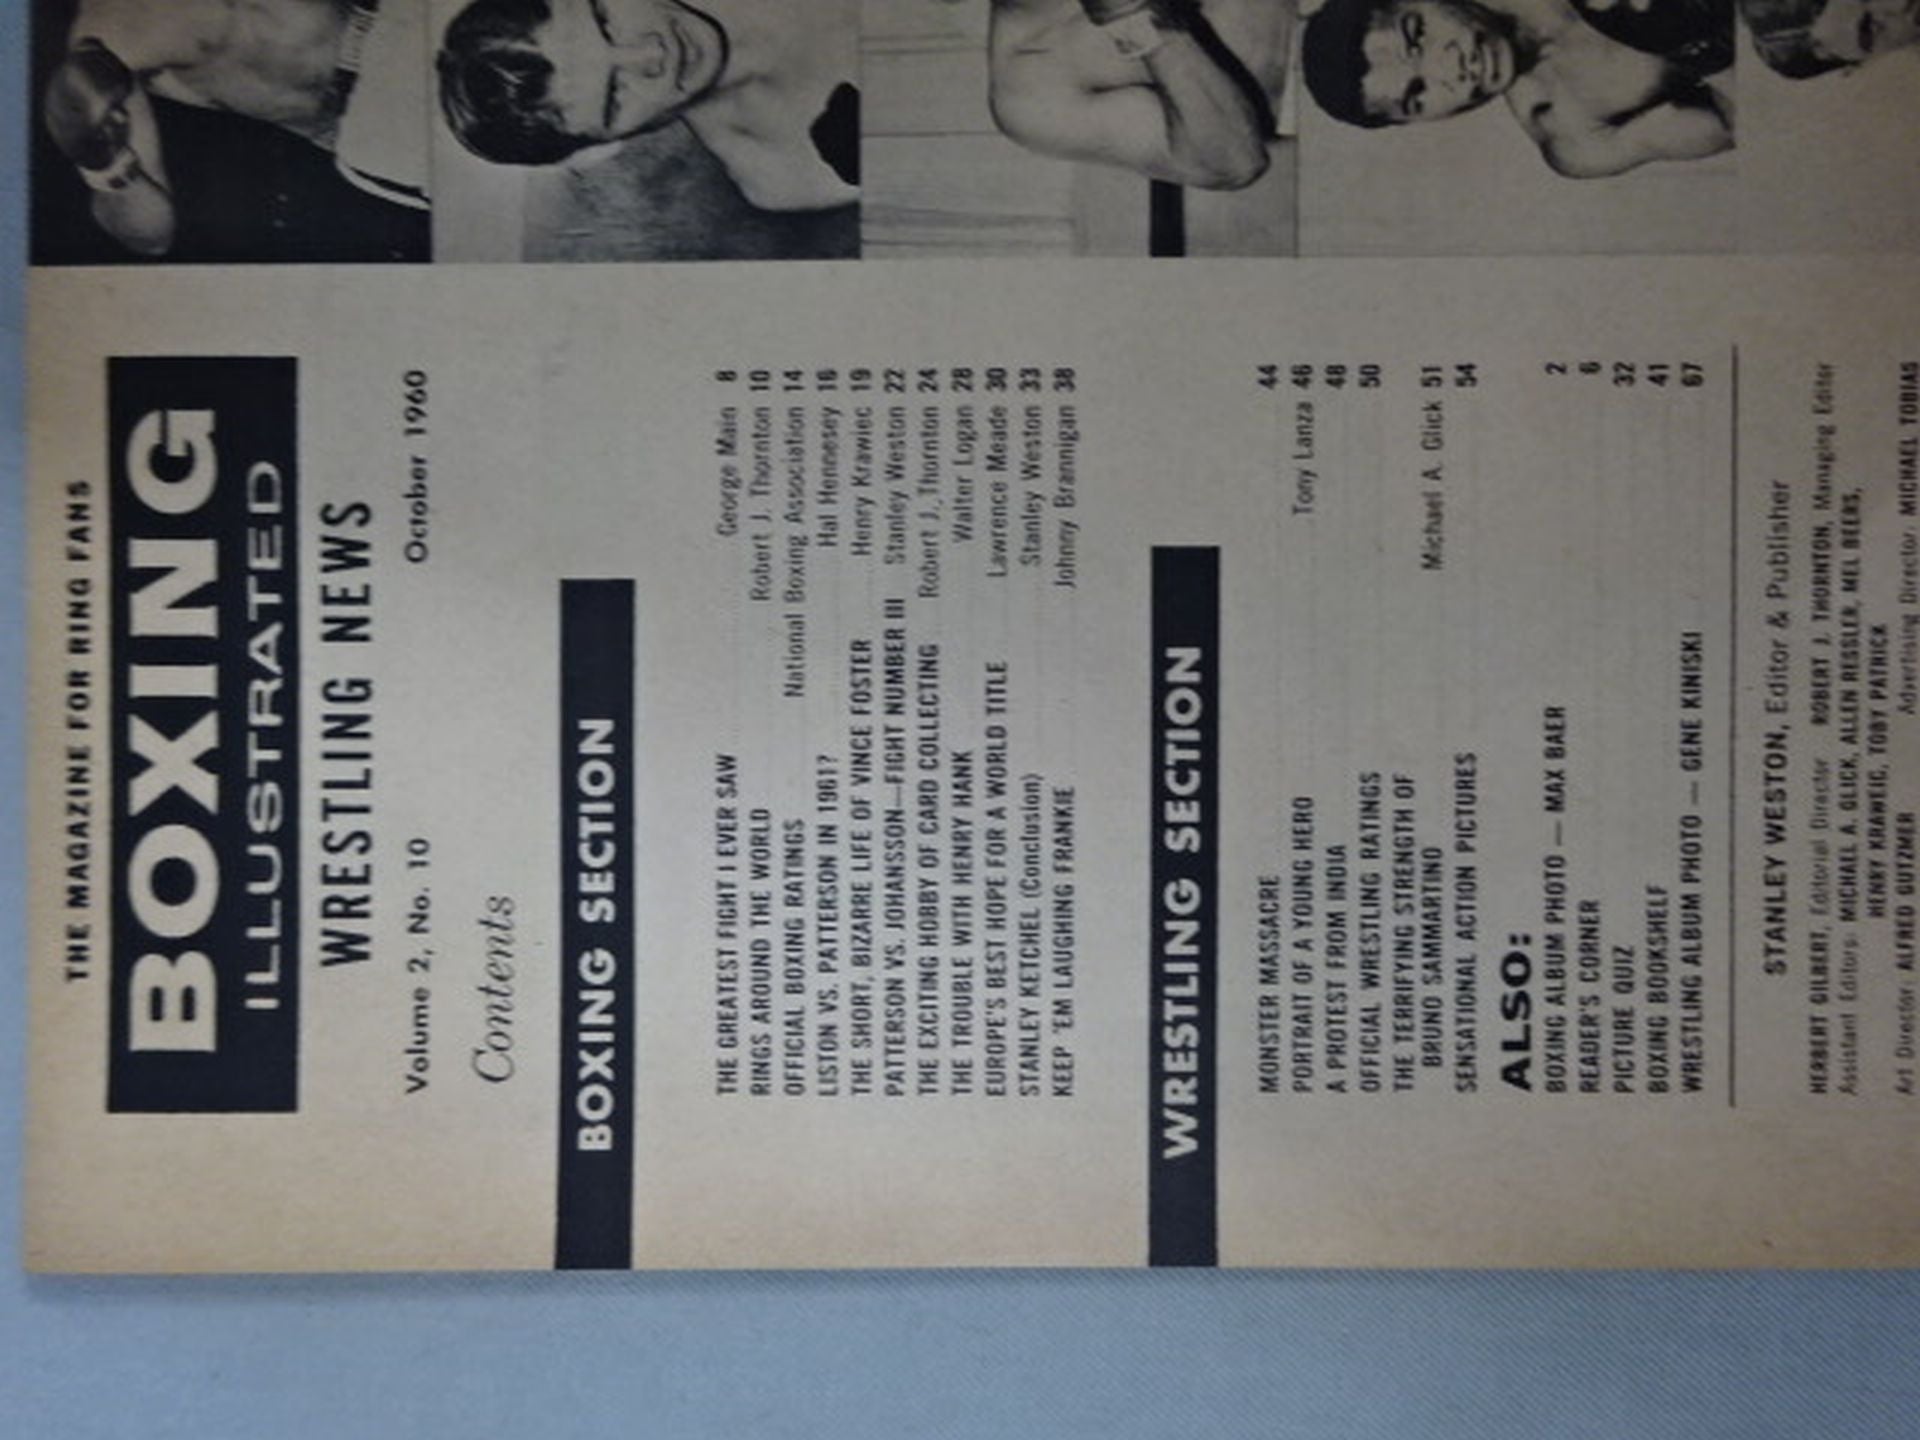 THE MAGAZINE FOR RING FANS
BOXING
ILLUSTRATED
WRESTLING NEWS
Volume 2, No. 10 October 1960
Contents
BOXING SECTION
THE GREATEST FIGHT I EVER SAW George Main 8
RINGS AROUND THE WORLD Robert J. Thornton 10
OFFICIAL BOXING RATINGS National Boxing Association 14
LISTON VS. PATTERSON IN 1961? Hal Hennesey 16
THE SHORT, BIZARRE LIFE OF VINCE FOSTER Henry Krawiec 19
PATTERSON VS. JOHANSSON—FIGHT NUMBER III Stanley Weston 22
THE EXCITING HOBBY OF CARD COLLECTING Robert J. Thornton 24
THE TROUBLE WITH HENRY HANK Walter Logan 28
EUROPE'S BEST HOPE FOR A WORLD TITLE Lawrence Meade 30
STANLEY KETCHEL (Conclusion) Stanley Weston 33
KEEP 'EM LAUGHING FRANKIE Johnny Brannigan 38
WRESTLING SECTION
MONSTER MASSACRE 44
PORTRAIT OF A YOUNG HERO Tony Lanza 46
A PROTEST FROM INDIA 48
OFFICIAL WRESTLING RATINGS 50
THE TERRIFYING STRENGTH OF
BRUNO SAMMARTINO Michael A. Glick 51
SENSATIONAL ACTION PICTURES 54
ALSO:
BOXING ALBUM PHOTO — MAX BAER 2
READER'S CORNER 6
PICTURE QUIZ 32
BOXING BOOKSHELF 41
WRESTLING ALBUM PHOTO — GENE KINISKI 67
STANLEY WESTON, Editor & Publisher
HERBERT GILBERT, Editorial Director ROBERT J. THORNTON, Managing Editor
Assistant Editors: MICHAEL A. GLICK, ALLEN RESSLER, MEL BEERS,
HENRY KRAWEIC, TOBY PATRICK
Art Director: ALFRED GUTZMER Advertising Director: MICHAEL TOBIAS